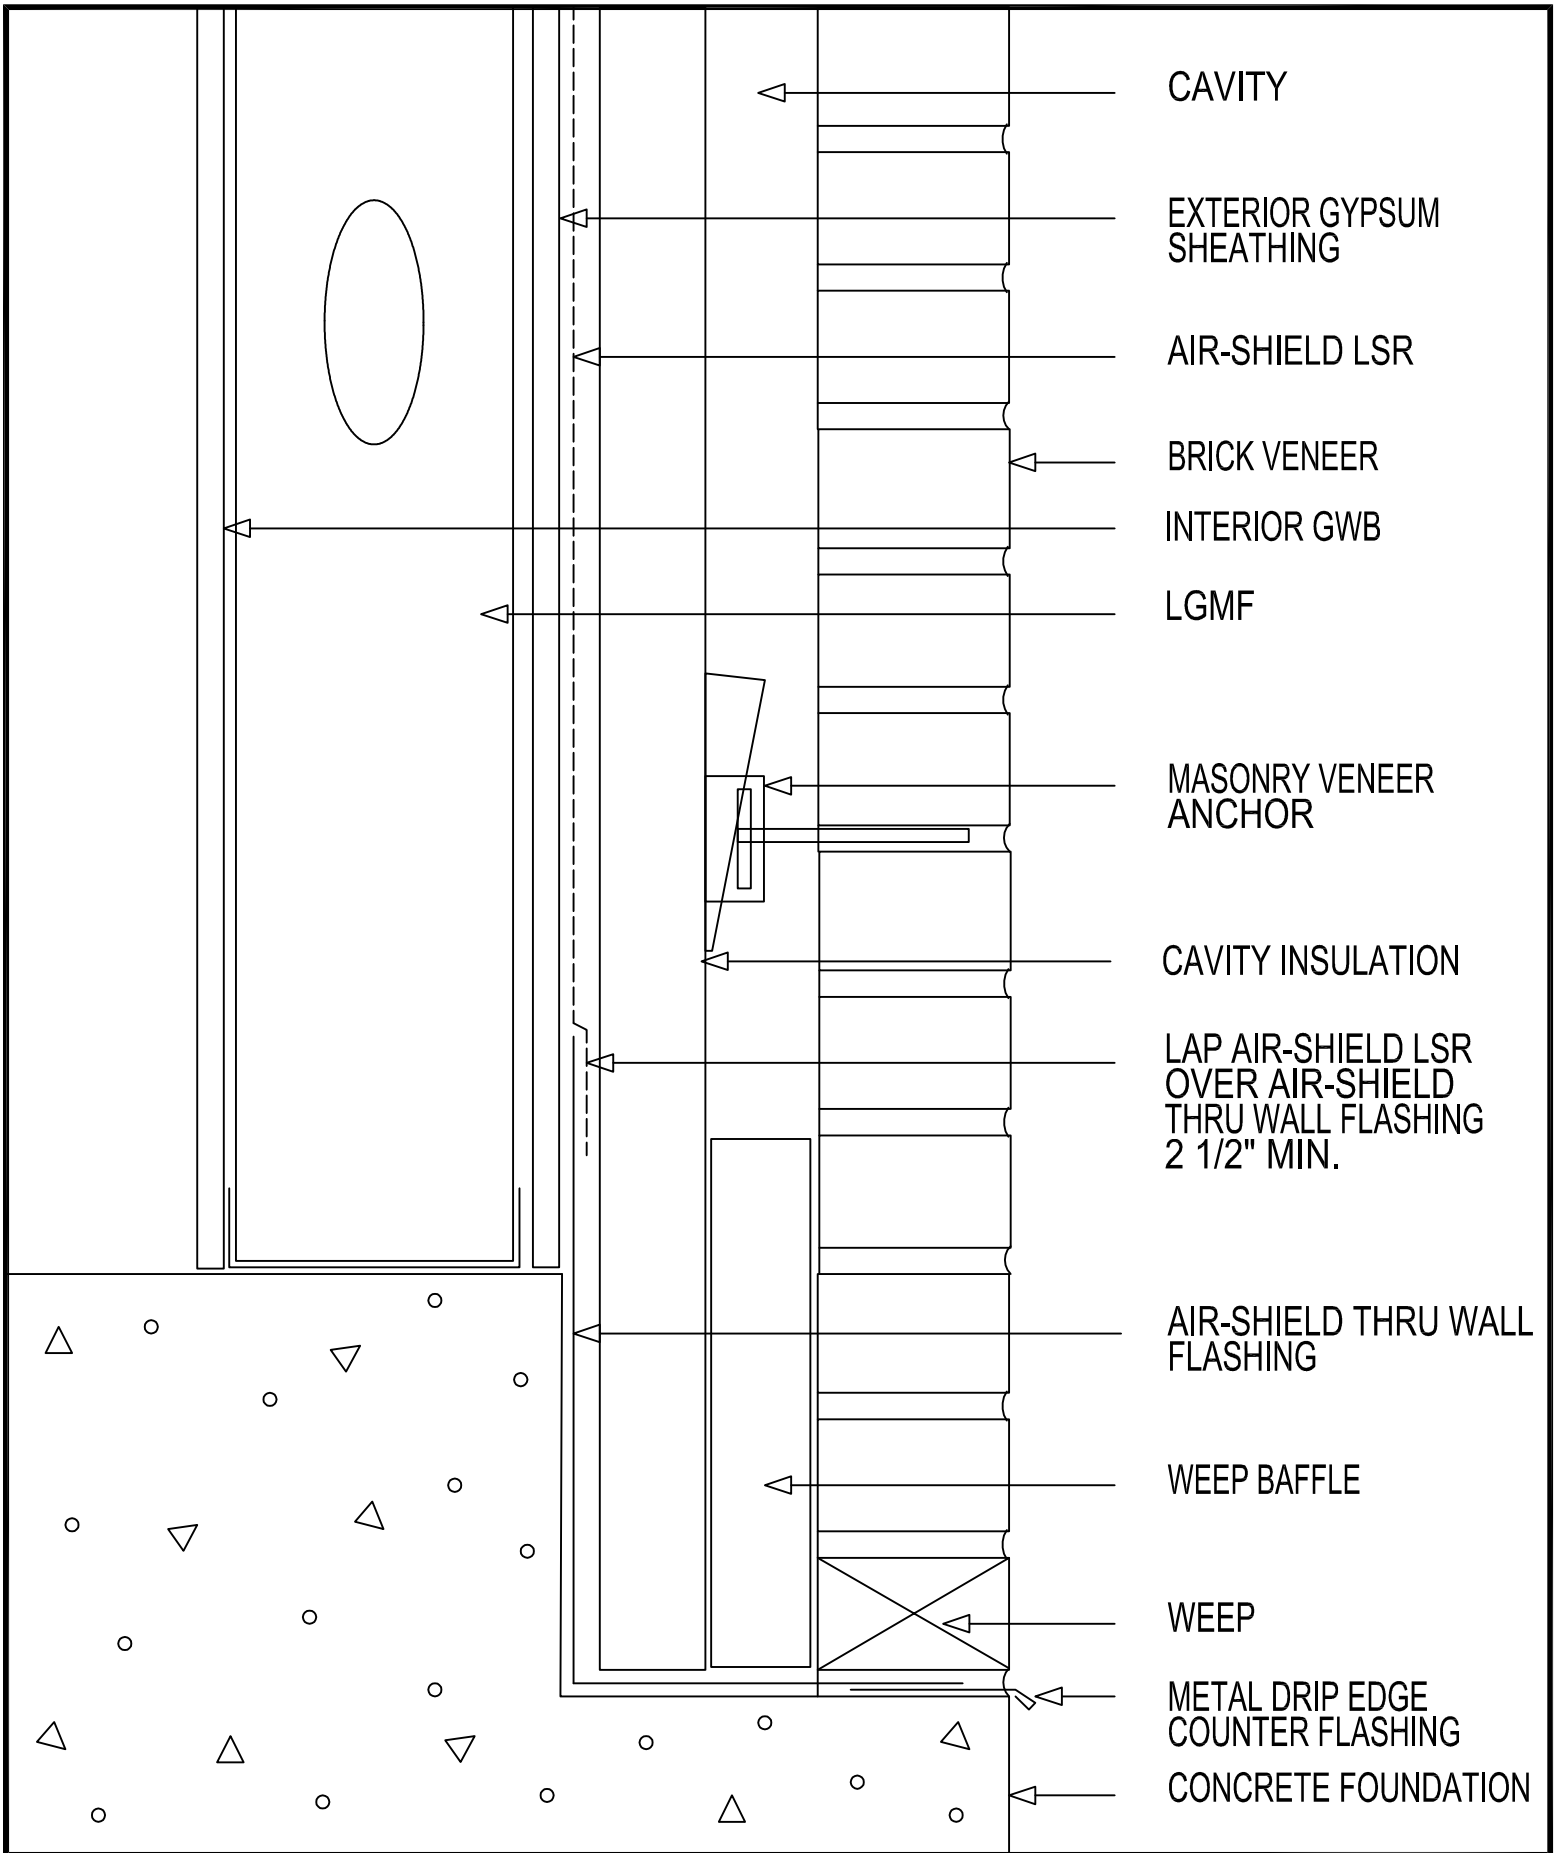 CAVITY
EXTERIOR GYPSUM
SHEATHING
AIR-SHIELD LSR
BRICK VENEER
INTERIOR GWB
LGMF
MASONRY VENEER
ANCHOR
CAVITY INSULATION
LAP AIR-SHIELD LSR
OVER AIR-SHIELD
THRU WALL FLASHING
2 1/2" MIN.
AIR-SHIELD THRU WALL
FLASHING
WEEP BAFFLE
WEEP
METAL DRIP EDGE
COUNTER FLASHING
CONCRETE FOUNDATION